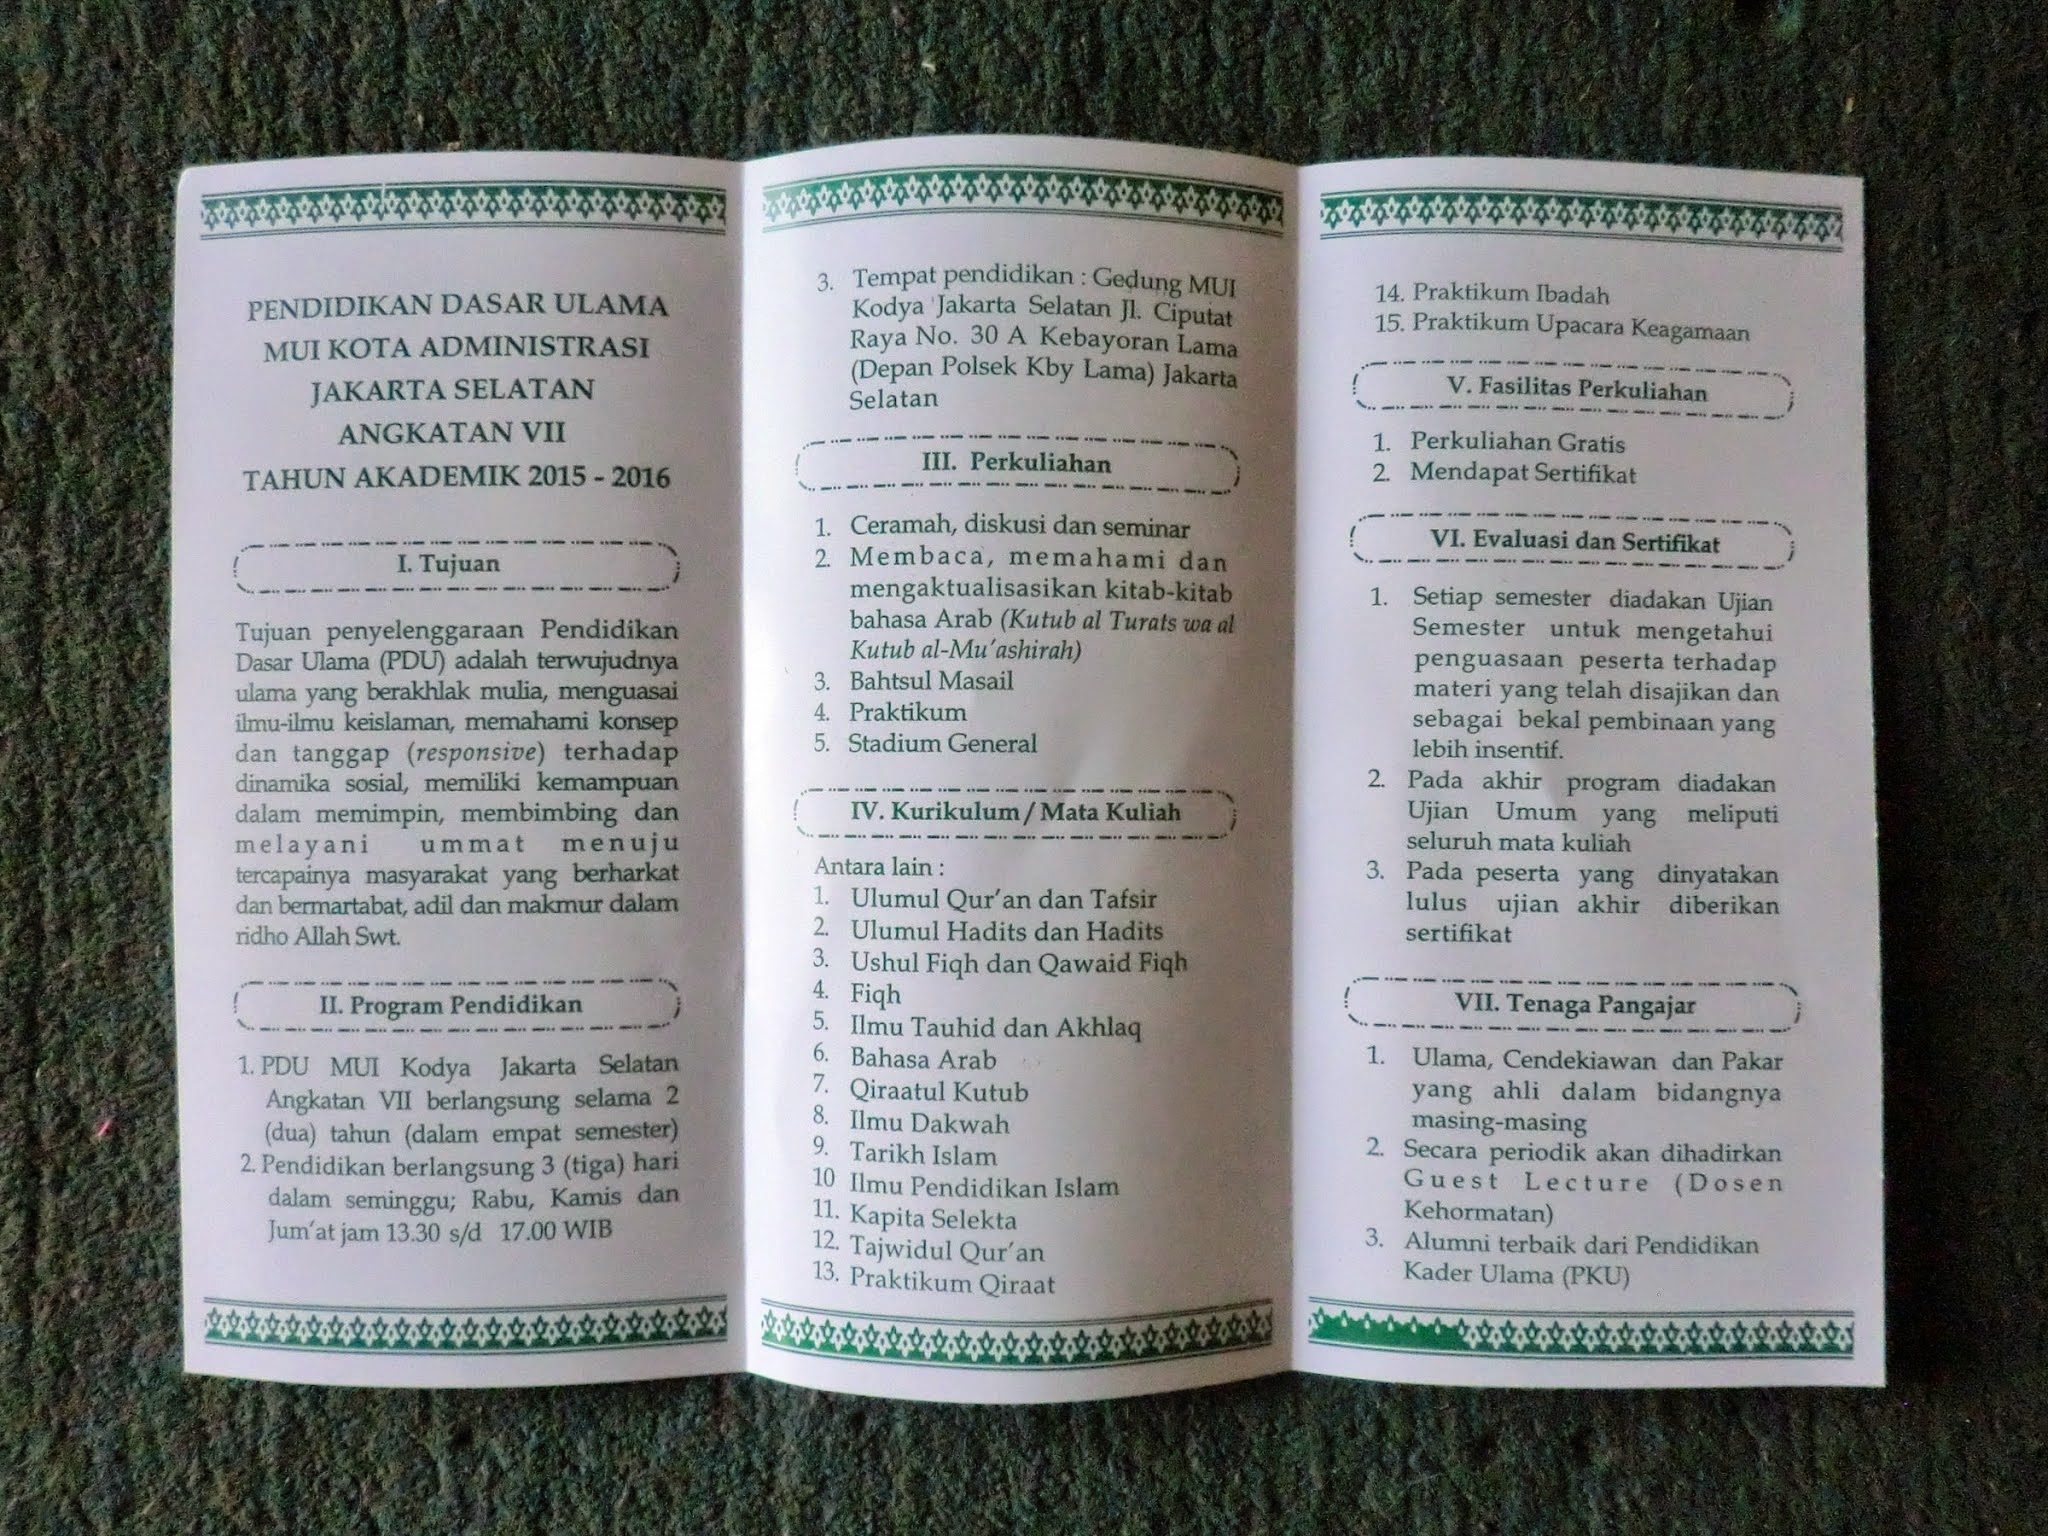 PENDIDIKAN DASAR ULAMA
MUI KOTA ADMINISTRASI
JAKARTA SELATAN
ANGKATAN VII
TAHUN AKADEMIK 2015 - 2016
I. Tujuan
Tujuan penyelenggaraan Pendidikan
Dasar Ulama (PDU) adalah terwujudnya
ulama yang berakhlak mulia, menguasai
ilmu-ilmu keislaman, memahami konsep
dan tanggap (responsive) terhadap
dinamika sosial, memiliki kemampuan
dalam memimpin, membimbing dan
melayani ummat menuju
tercapainya masyarakat yang berharkat
dan bermartabat, adil dan makmur dalam
ridho Allah Swt.
II. Program Pendidikan
1. PDU MUI Kodya Jakarta Selatan
Angkatan VII berlangsung selama 2
(dua) tahun (dalam empat semester)
2. Pendidikan berlangsung 3 (tiga) hari
dalam seminggu; Rabu, Kamis dan
Jum'at jam 13.30 s/d 17.00 WIB
3. Tempat pendidikan : Gedung MUI
Kodya Jakarta Selatan Jl. Ciputat
Raya No. 30 A Kebayoran Lama
(Depan Polsek Kby Lama) Jakarta
Selatan
III. Perkuliahan
1. Ceramah, diskusi dan seminar
2. Membaca, memahami dan
mengaktualisasikan kitab-kitab
bahasa Arab (Kutub al Turats wa al
Kutub al-Mu'ashirah)
3. Bahtsul Masail
4. Praktikum
5. Stadium General
IV. Kurikulum / Mata Kuliah
Antara lain :
1. Ulumul Qur'an dan Tafsir
2. Ulumul Hadits dan Hadits
3. Ushul Fiqh dan Qawaid Fiqh
4. Fiqh
5. Ilmu Tauhid dan Akhlaq
6. Bahasa Arab
7. Qiraatul Kutub
8. Ilmu Dakwah
9. Tarikh Islam
10 Ilmu Pendidikan Islam
11. Kapita Selekta
12. Tajwidul Qur'an
13. Praktikum Qiraat
14. Praktikum Ibadah
15. Praktikum Upacara Keagamaan
V. Fasilitas Perkuliahan
1. Perkuliahan Gratis
2. Mendapat Sertifikat
VI. Evaluasi dan Sertifikat
1. Setiap semester diadakan Ujian
Semester untuk mengetahui
penguasaan peserta terhadap
materi yang telah disajikan dan
sebagai bekal pembinaan yang
lebih insentif.
2. Pada akhir program diadakan
Ujian Umum yang meliputi
seluruh mata kuliah
3. Pada peserta yang dinyatakan
lulus ujian akhir diberikan
sertifikat
VII. Tenaga Pangajar
1. Ulama, Cendekiawan dan Pakar
yang ahli dalam bidangnya
masing-masing
2. Secara periodik akan dihadirkan
Guest Lecture (Dosen
Kehormatan)
3. Alumni terbaik dari Pendidikan
Kader Ulama (PKU)